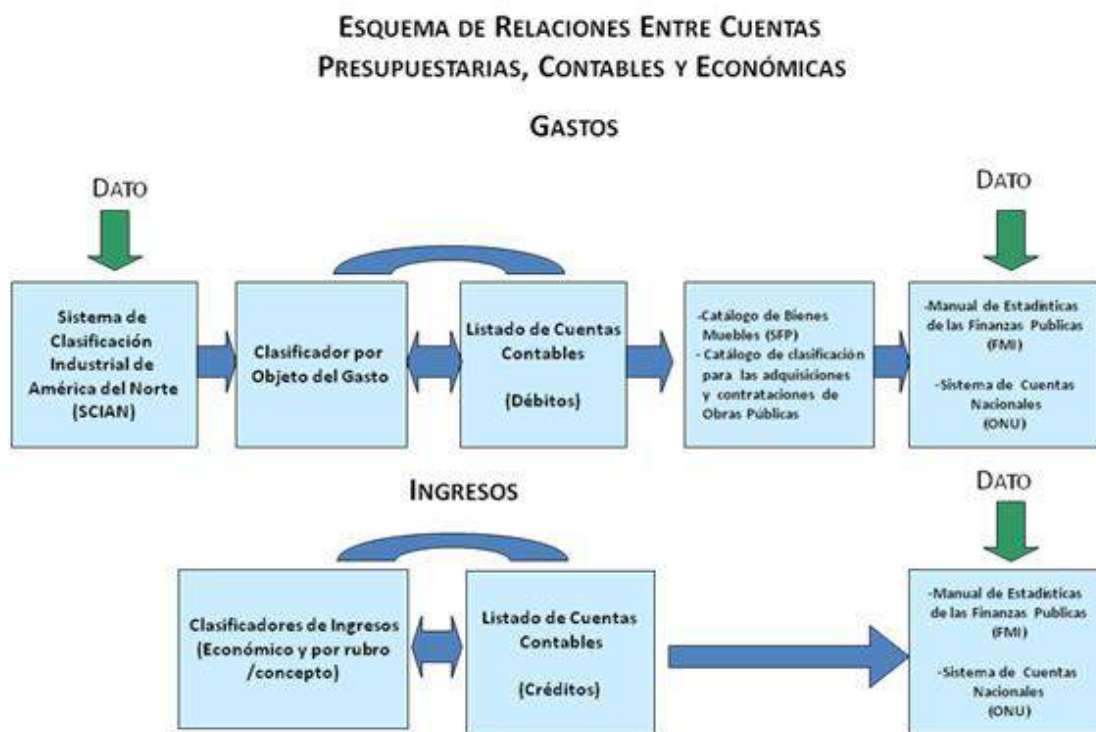 ESQUEMA DE RELACIONES ENTRE CUENTAS
PRESUPUESTARIAS, CONTABLES Y ECONÓMICAS
GASTOS
DATO
DATO
Sistema de
Clasificación
Industrial de
América del Norte
(SCIAN)
Clasificador por
Objeto del Gasto
Listado de Cuentas
Contables
(Débitos)
-Catálogo de Bienes
Muebles (SFP)
- Catálogo de clasificación
para las adquisiciones
y contrataciones de
Obras Públicas
-Manual de Estadísticas
de las Finanzas Publicas
(FMI)
-Sistema de Cuentas
Nacionales
(ONU)
INGRESOS
DATO
Clasificadores de Ingresos
(Económico y por rubro
/concepto)
Listado de Cuentas
Contables
(Créditos)
-Manual de Estadísticas
de las Finanzas Publicas
(FMI)
-Sistema de Cuentas
Nacionales
(ONU)